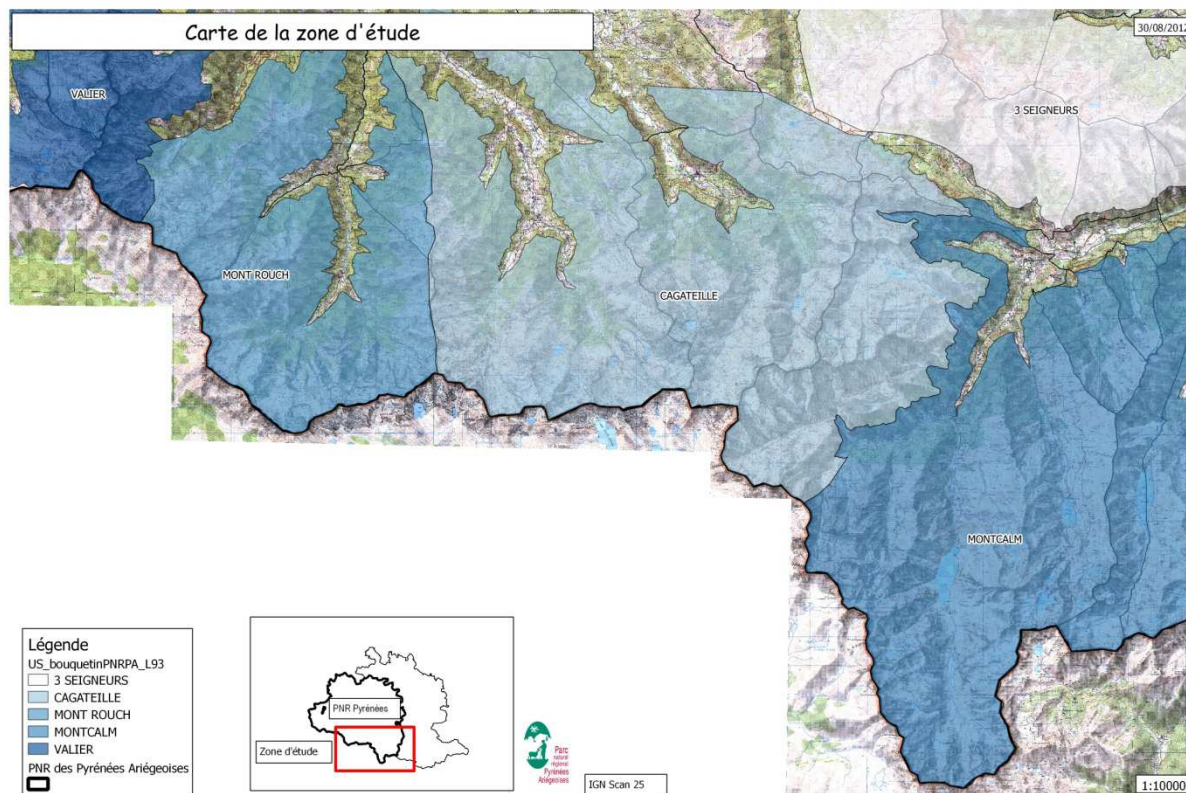 Carte de la zone d'étude
30/08/2012
VALIER
3 SEIGNEURS
MONT ROUCH
CAGATEILLE
MONTCALM
Légende
US_bouquetinPNRPA_L93
3 SEIGNEURS
CAGATEILLE
MONT ROUCH
MONTCALM
VALIER
PNR des Pyrénées Ariégeoises
PNR Pyrénées
Zone d'étude
Parc
naturel
régional
Pyrénées
Ariégeoises
IGN Scan 25
1:10000